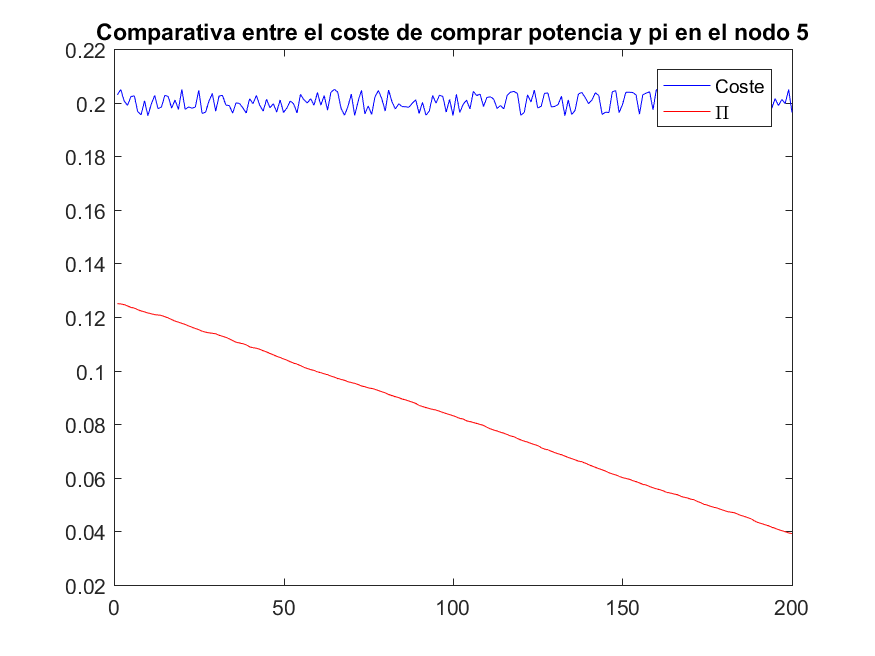 Comparativa entre el coste de comprar potencia y pi en el nodo 5
0.22
0.2
0.18
0.16
0.14
0.12
0.1
0.08
0.06
0.04
0.02
0 50 100 150 200
Coste
Π